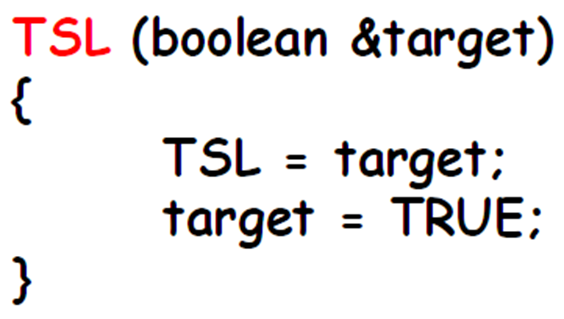 TSL (boolean &target)
{
TSL = target;
target = TRUE;
}